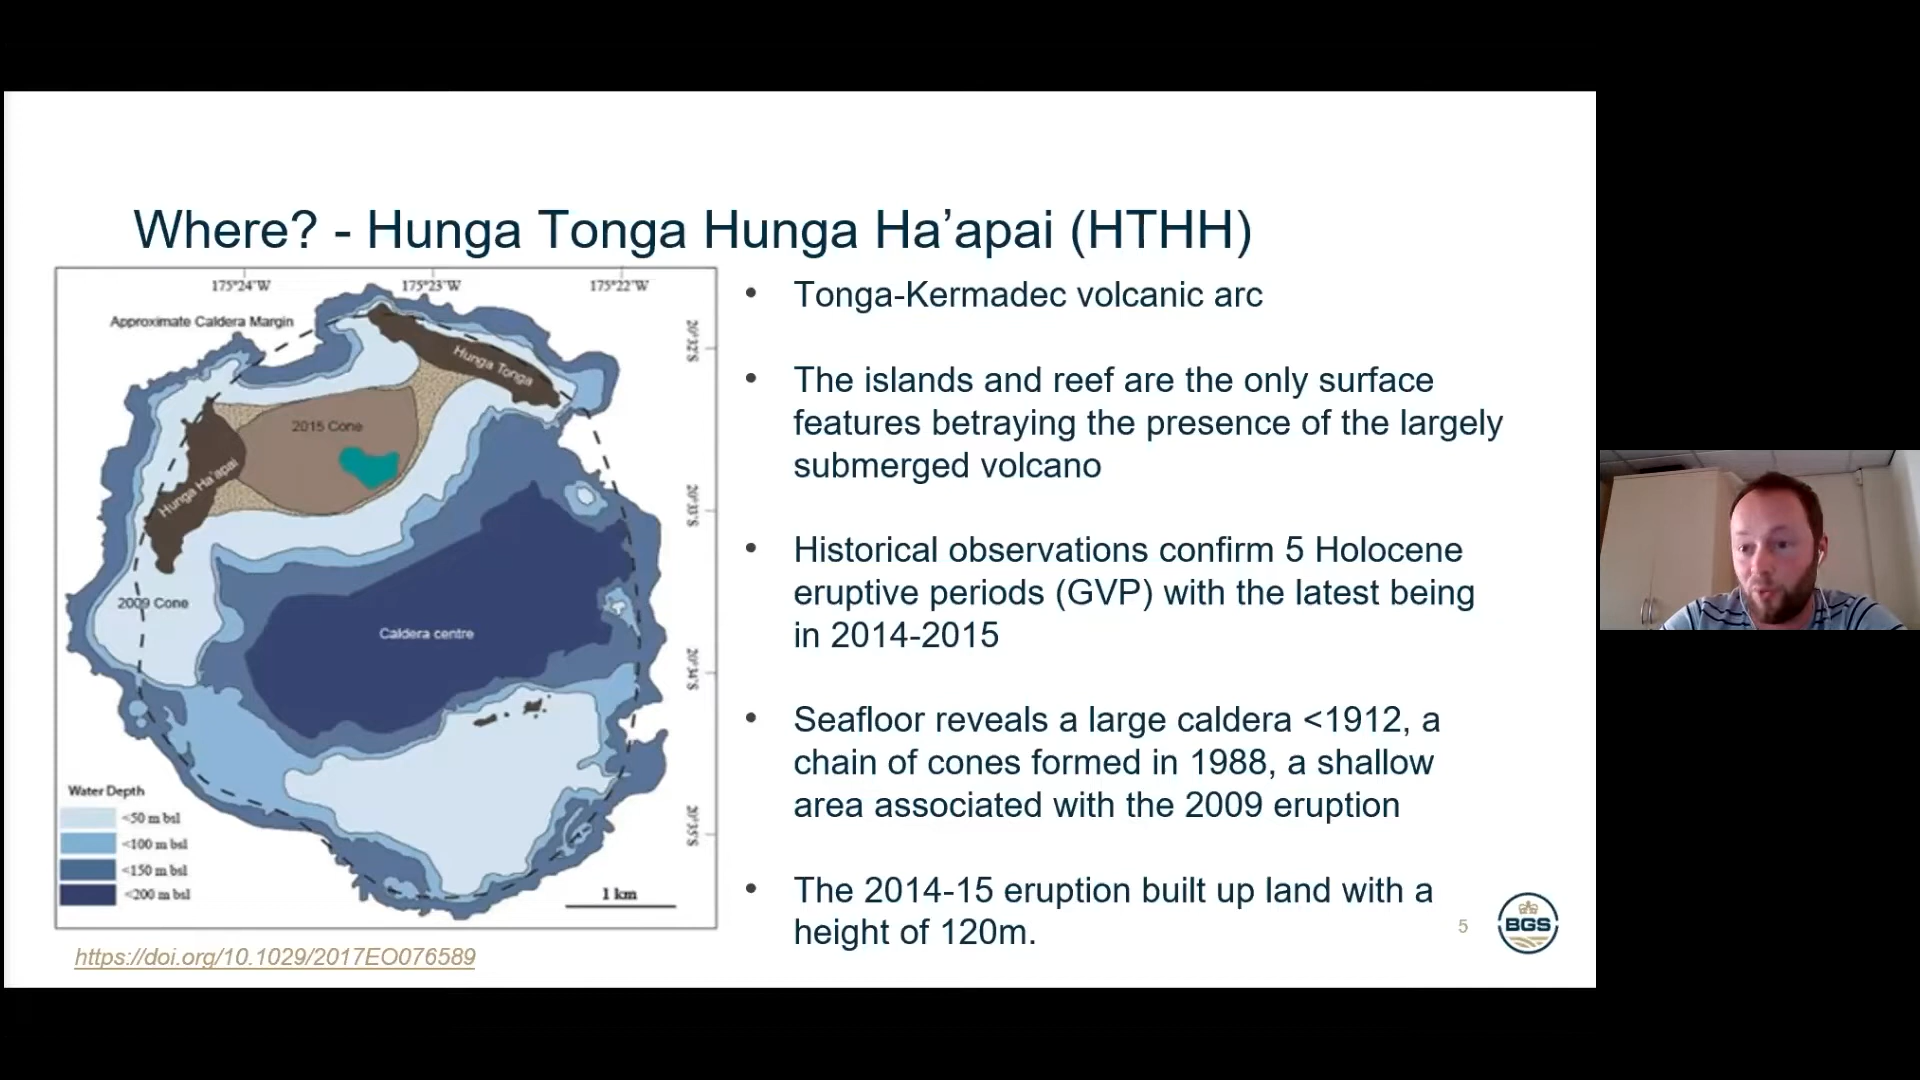 Where? - Hunga Tonga Hunga Ha’apai (HTHH)
175°24'W
175°23'W
175°22'W
Approximate Caldera Margin
20°32'S
Hunga Tonga
2015 Cone
Hunga Ha'apai
20°33'S
2009 Cone
Caldera centre
20°34'S
Water Depth
<50 m bsl
<100 m bsl
<150 m bsl
<200 m bsl
20°35'S
1 km
https://doi.org/10.1029/2017EO076589
• Tonga-Kermadec volcanic arc
• The islands and reef are the only surface
features betraying the presence of the largely
submerged volcano
• Historical observations confirm 5 Holocene
eruptive periods (GVP) with the latest being
in 2014-2015
• Seafloor reveals a large caldera <1912, a
chain of cones formed in 1988, a shallow
area associated with the 2009 eruption
• The 2014-15 eruption built up land with a
height of 120m.
5
BGS